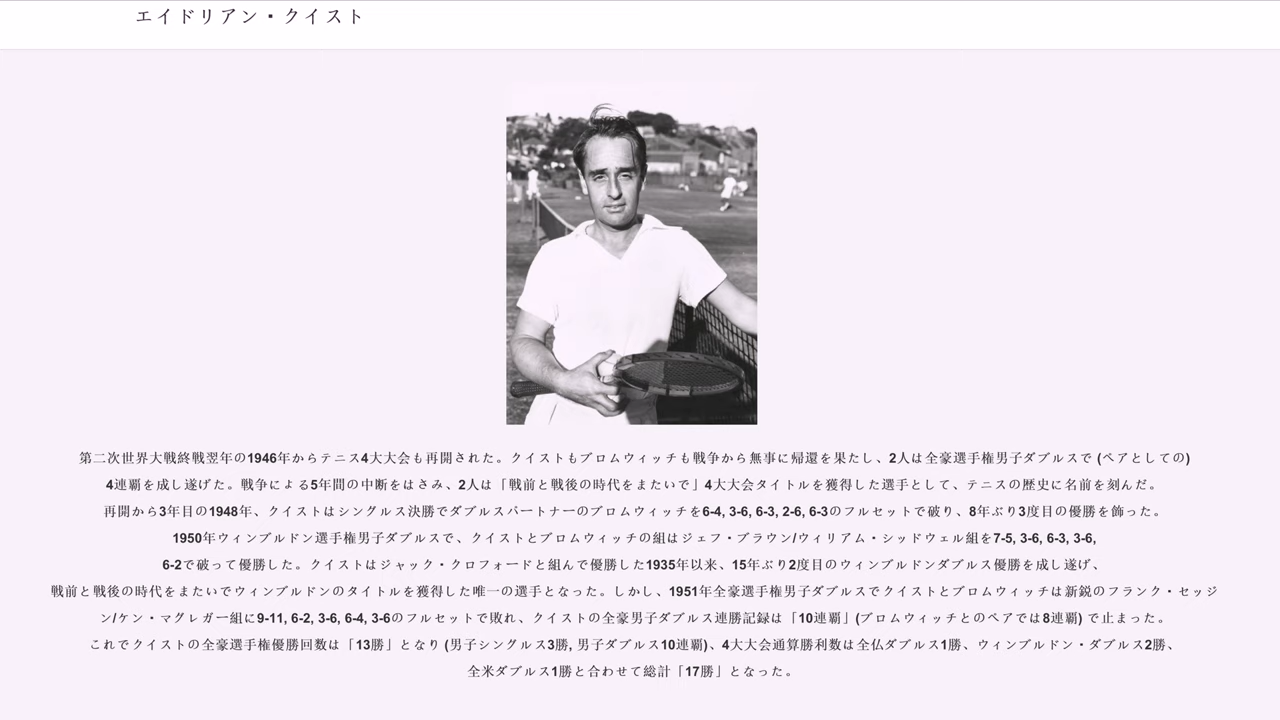 エイドリアン・クイスト
第二次世界大戦終戦翌年の1946年からテニス4大大会も再開された。クイストもブロムウィッチも戦争から無事に帰還を果たし、2人は全豪選手権男子ダブルスで (ペアとしての)
4連覇を成し遂げた。戦争による5年間の中断をはさみ、2人は「戦前と戦後の時代をまたいで」4大大会タイトルを獲得した選手として、テニスの歴史に名前を刻んだ。
再開から3年目の1948年、クイストはシングルス決勝でダブルスパートナーのブロムウィッチを6-4, 3-6, 6-3, 2-6, 6-3のフルセットで破り、8年ぶり3度目の優勝を飾った。
1950年ウィンブルドン選手権男子ダブルスで、クイストとブロムウィッチの組はジェフ・ブラウン/ウィリアム・シッドウェル組を7-5, 3-6, 6-3, 3-6,
6-2で破って優勝した。クイストはジャック・クロフォードと組んで優勝した1935年以来、15年ぶり2度目のウィンブルドンダブルス優勝を成し遂げ、
戦前と戦後の時代をまたいでウィンブルドンのタイトルを獲得した唯一の選手となった。しかし、1951年全豪選手権男子ダブルスでクイストとブロムウィッチは新鋭のフランク・セッジ
ン/ケン・マグレガー組に9-11, 6-2, 3-6, 6-4, 3-6のフルセットで敗れ、クイストの全豪男子ダブルス連勝記録は「10連覇」(ブロムウィッチとのペアでは8連覇) で止まった。
これでクイストの全豪選手権優勝回数は「13勝」となり (男子シングルス3勝, 男子ダブルス10連覇)、4大大会通算勝利数は全仏ダブルス1勝、ウィンブルドン・ダブルス2勝、
全米ダブルス1勝と合わせて総計「17勝」となった。